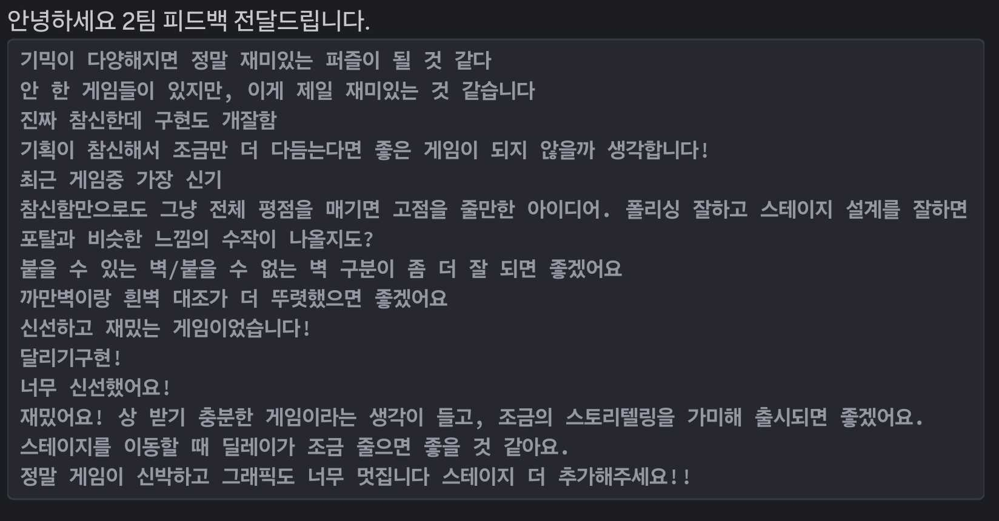 안녕하세요 2팀 피드백 전달드립니다.
기믹이 다양해지면 정말 재미있는 퍼즐이 될 것 같다
안 한 게임들이 있지만, 이게 제일 재미있는 것 같습니다
진짜 참신한데 구현도 개잘함
기획이 참신해서 조금만 더 다듬는다면 좋은 게임이 되지 않을까 생각합니다!
최근 게임중 가장 신기
참신함만으로도 그냥 전체 평점을 매기면 고점을 줄만한 아이디어. 폴리싱 잘하고 스테이지 설계를 잘하면
포탈과 비슷한 느낌의 수작이 나올지도?
붙을 수 있는 벽/붙을 수 없는 벽 구분이 좀 더 잘 되면 좋겠어요
까만벽이랑 흰벽 대조가 더 뚜렷했으면 좋겠어요
신선하고 재밌는 게임이었습니다!
달리기구현!
너무 신선했어요!
재밌어요! 상 받기 충분한 게임이라는 생각이 들고, 조금의 스토리텔링을 가미해 출시되면 좋겠어요.
스테이지를 이동할 때 딜레이가 조금 줄으면 좋을 것 같아요.
정말 게임이 신박하고 그래픽도 너무 멋집니다 스테이지 더 추가해주세요!!